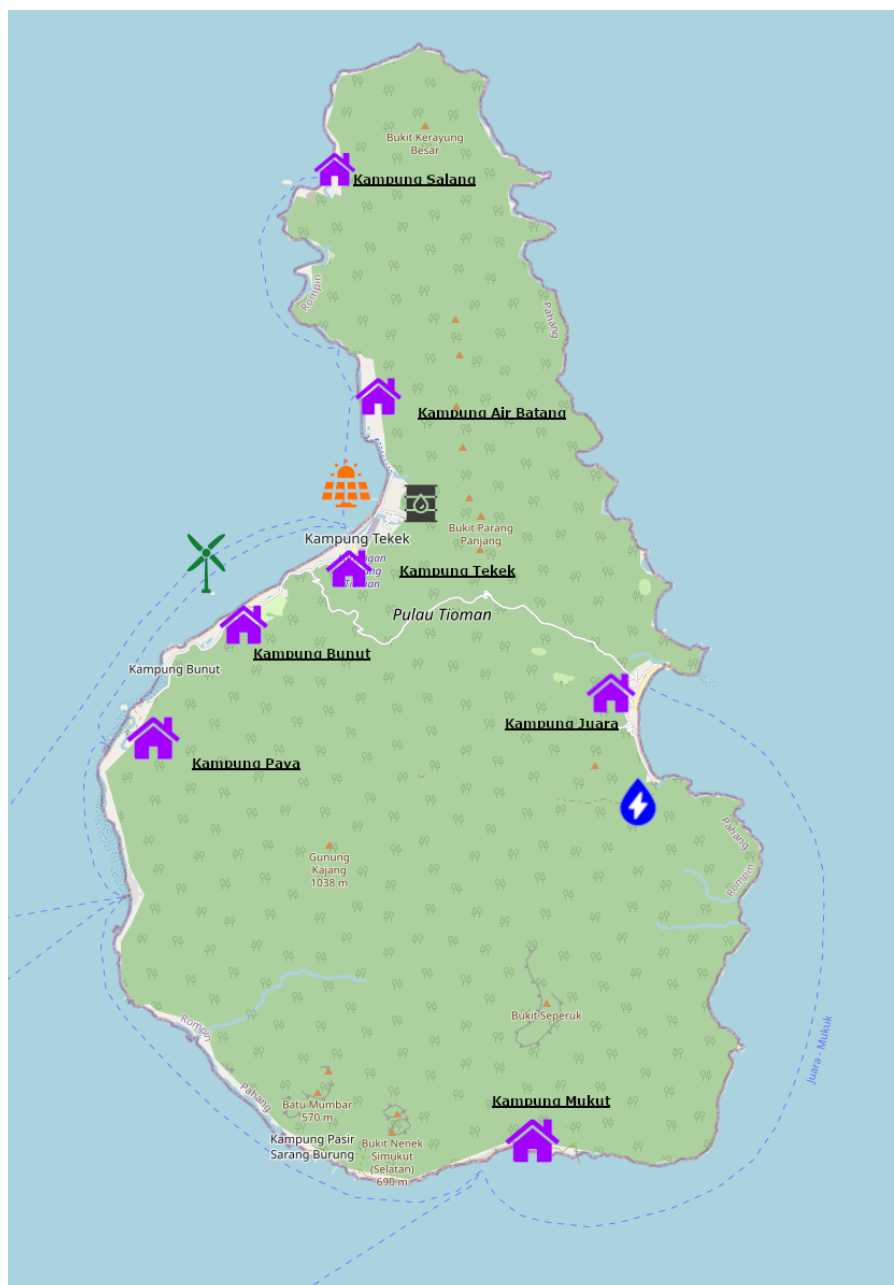 Bukit Kerayung
Besar
Kampung Salang
Rompin
Pahang
Kampung Air Batang
Bukit Parang
Panjang
Kampung Tekek
Kampung Tekek
Pulau Tioman
Kampung Bunut
Kampung Bunut
Kampung Juara
Kampung Paya
Gunung
Kajang
1038 m
Pahang
Rompin
Bukit Seperuk
Rompin
Juara - Mukuk
Pahang
Batu Mumbar
570 m
Kampung Mukut
Kampung Pasir
Sarang Burung
Bukit Nenek
Simukut
(Selatan)
690 m